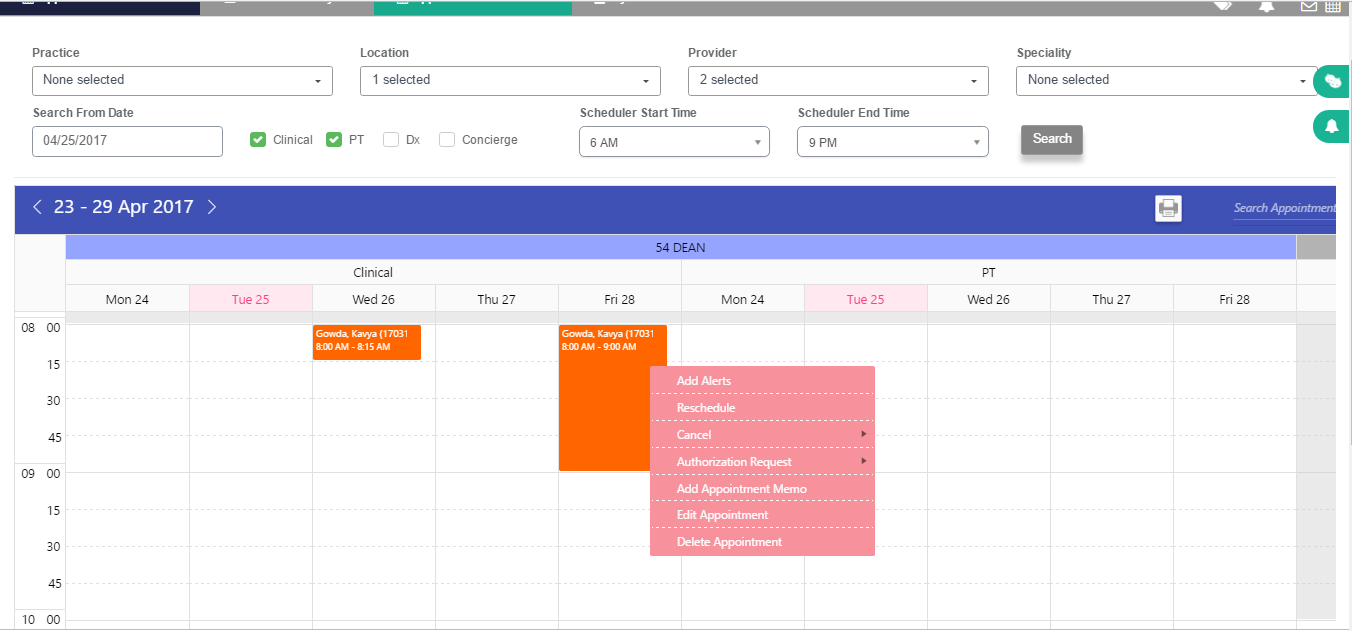 Practice Location Provider Speciality
None selected 1 selected 2 selected None selected
Search From Date Scheduler Start Time Scheduler End Time
04/25/2017 Clinical PT Dx Concierge 6 AM 9 PM Search
23 - 29 Apr 2017 Search Appointment
54 DEAN
Clinical PT
Mon 24 Tue 25 Wed 26 Thu 27 Fri 28 Mon 24 Tue 25 Wed 26 Thu 27 Fri 28
08 00 Gowda, Kavya (17031 Gowda, Kavya (17031
8:00 AM - 8:15 AM 8:00 AM - 9:00 AM
15
Add Alerts
30 Reschedule
45 Cancel
Authorization Request
09 00
Add Appointment Memo
15 Edit Appointment
30 Delete Appointment
45
10 00